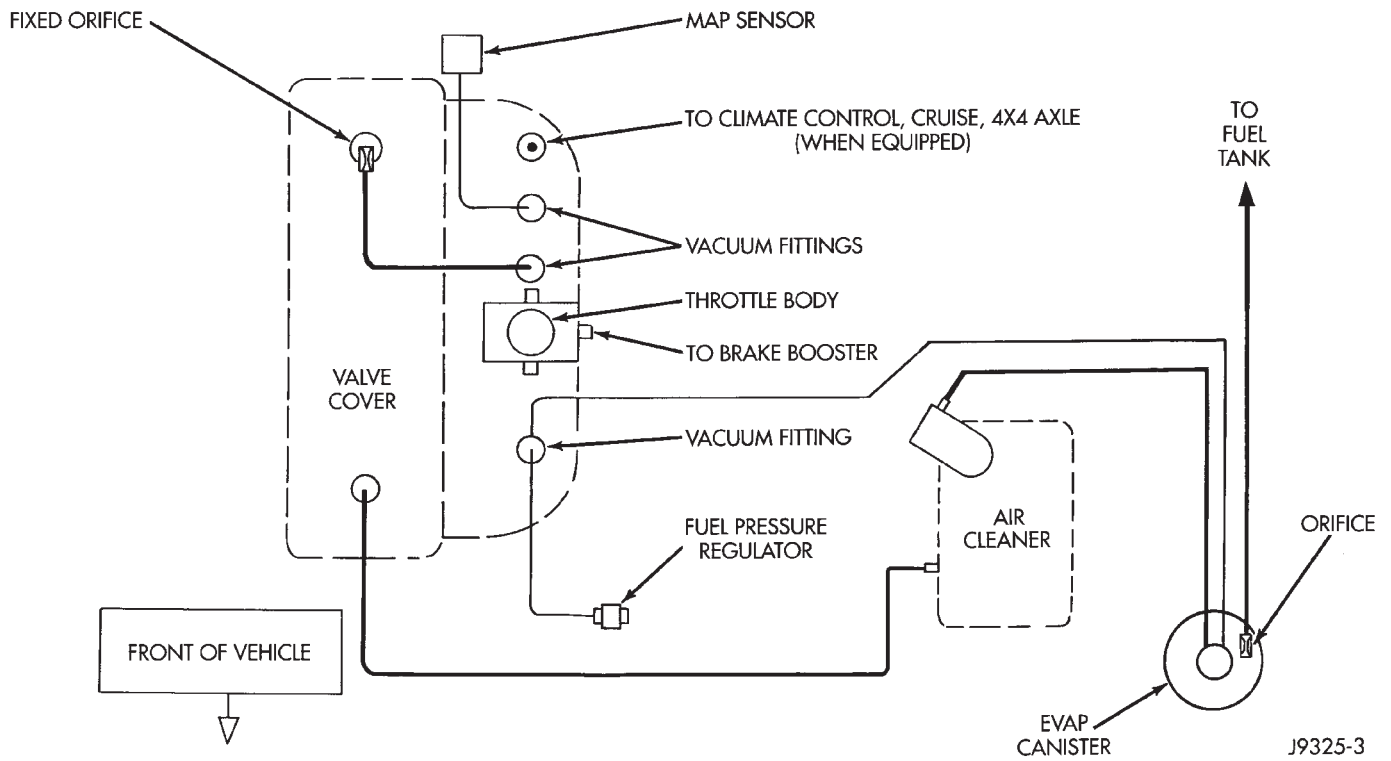 FIXED ORIFICE
MAP SENSOR
TO CLIMATE CONTROL, CRUISE, 4X4 AXLE
(WHEN EQUIPPED)
TO
FUEL
TANK
VACUUM FITTINGS
THROTTLE BODY
TO BRAKE BOOSTER
VALVE
COVER
VACUUM FITTING
FUEL PRESSURE
REGULATOR
AIR
CLEANER
ORIFICE
FRONT OF VEHICLE
EVAP
CANISTER
J9325-3